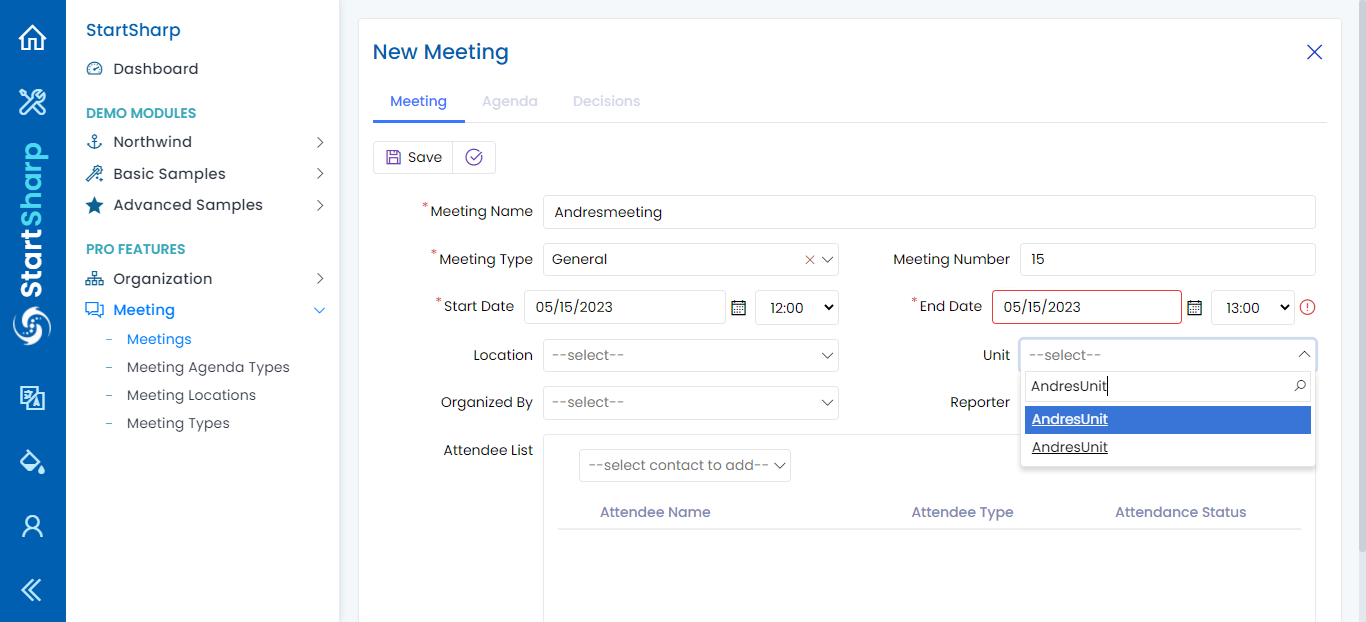 StartSharp
StartSharp
Dashboard
DEMO MODULES
Northwind
Basic Samples
Advanced Samples
PRO FEATURES
Organization
Meeting
Meetings
Meeting Agenda Types
Meeting Locations
Meeting Types
New Meeting
Meeting Agenda Decisions
Save
*Meeting Name Andresmeeting
*Meeting Type General Meeting Number 15
*Start Date 05/15/2023 12:00 *End Date 05/15/2023 13:00
Location --select-- Unit --select--
AndresUnit
AndresUnit
AndresUnit
Organized By --select-- Reporter
Attendee List
--select contact to add--
Attendee Name Attendee Type Attendance Status